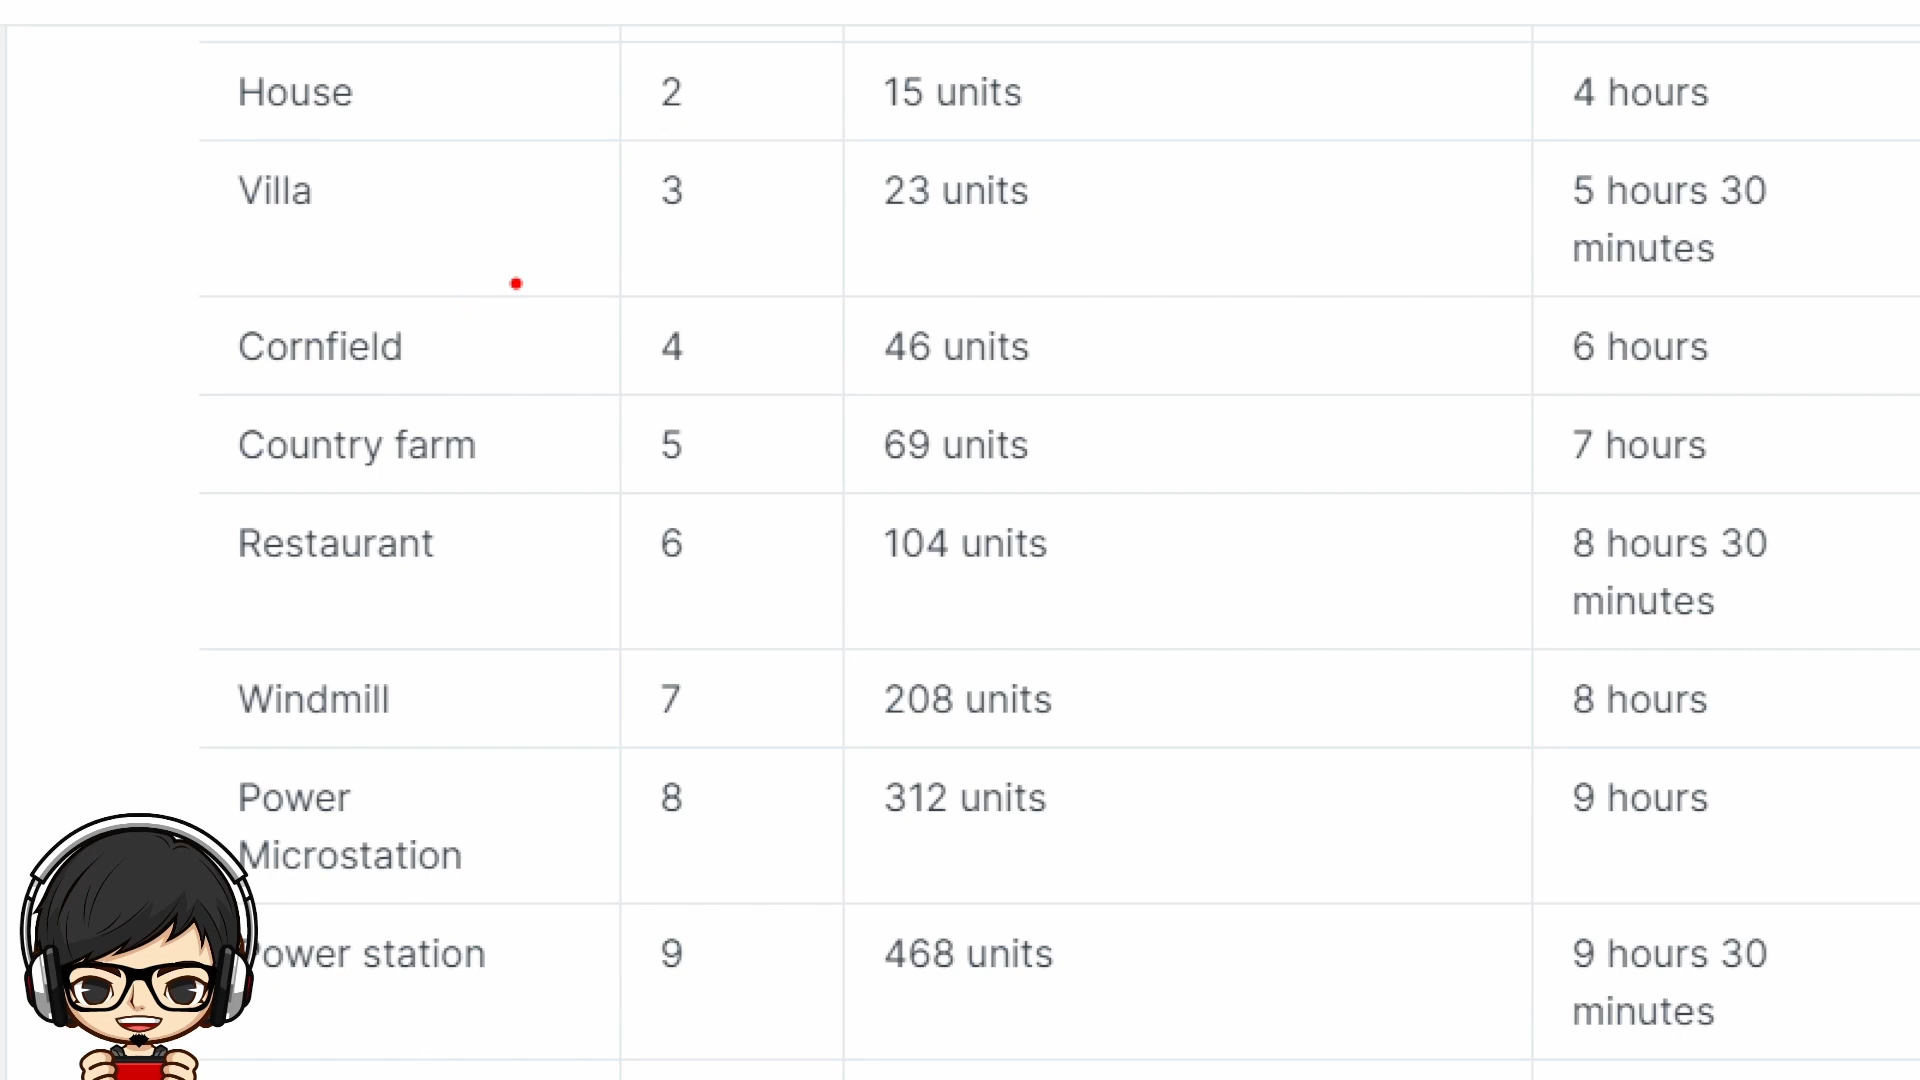 House 2 15 units 4 hours
Villa 3 23 units 5 hours 30
minutes
Cornfield 4 46 units 6 hours
Country farm 5 69 units 7 hours
Restaurant 6 104 units 8 hours 30
minutes
Windmill 7 208 units 8 hours
Power 8 312 units 9 hours
Microstation
Power station 9 468 units 9 hours 30
minutes